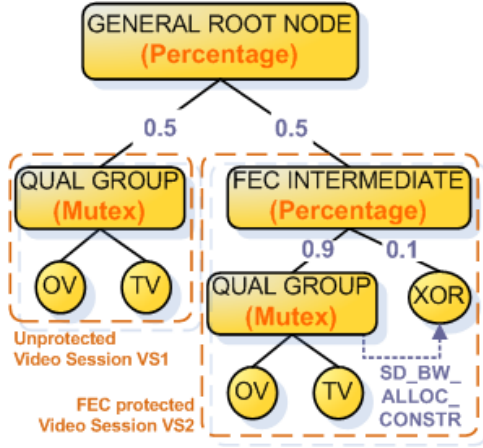 GENERAL ROOT NODE
(Percentage)
0.5
0.5
QUAL GROUP
(Mutex)
FEC INTERMEDIATE
(Percentage)
0.9
0.1
OV
TV
QUAL GROUP
(Mutex)
XOR
Unprotected
Video Session VS1
SD_BW_
ALLOC_
CONSTR
OV
TV
FEC protected
Video Session VS2